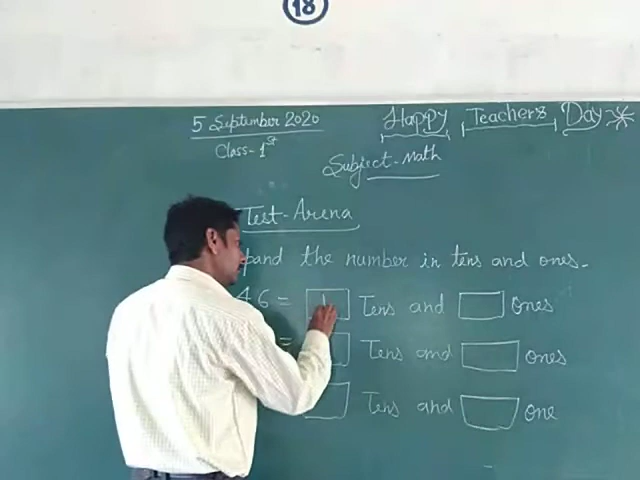 18
5 September 2020 Happy Teachers Day
Class-1st
Subject-Math
Test-Arena
pand the number in tens and ones.
46 = Tens and ones
= Tens and ones
Tens and one